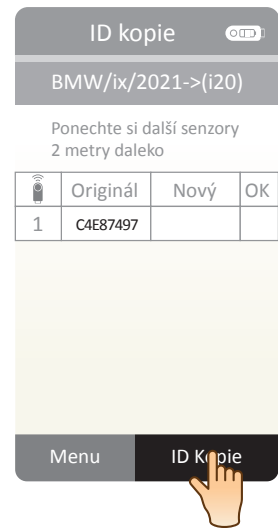 ID kopie
BMW/ix/2021->(i20)
Ponechte si další senzory
2 metry daleko
Originál Nový OK
1 C4E87497
Menu ID Kopie